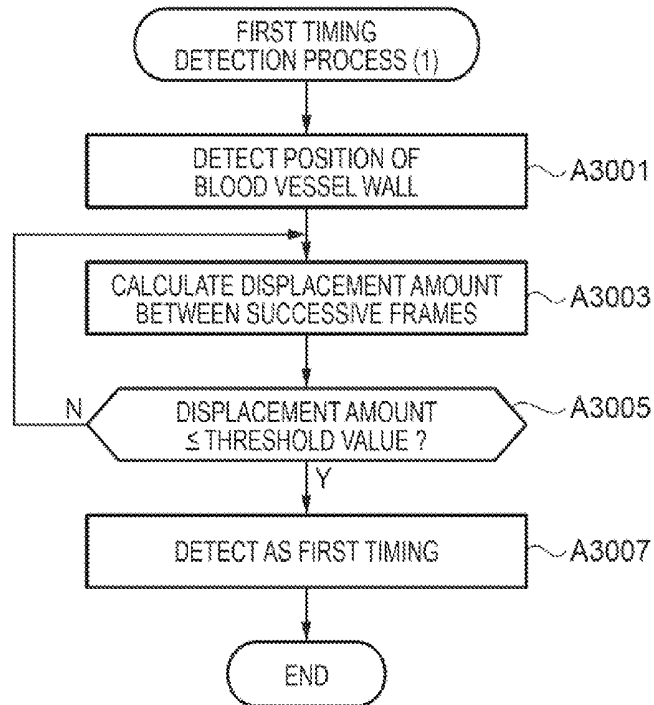 FIRST TIMING
DETECTION PROCESS (1)
DETECT POSITION OF
BLOOD VESSEL WALL
A3001
CALCULATE DISPLACEMENT AMOUNT
BETWEEN SUCCESSIVE FRAMES
A3003
N
DISPLACEMENT AMOUNT
≤ THRESHOLD VALUE ?
A3005
Y
DETECT AS FIRST TIMING
A3007
END